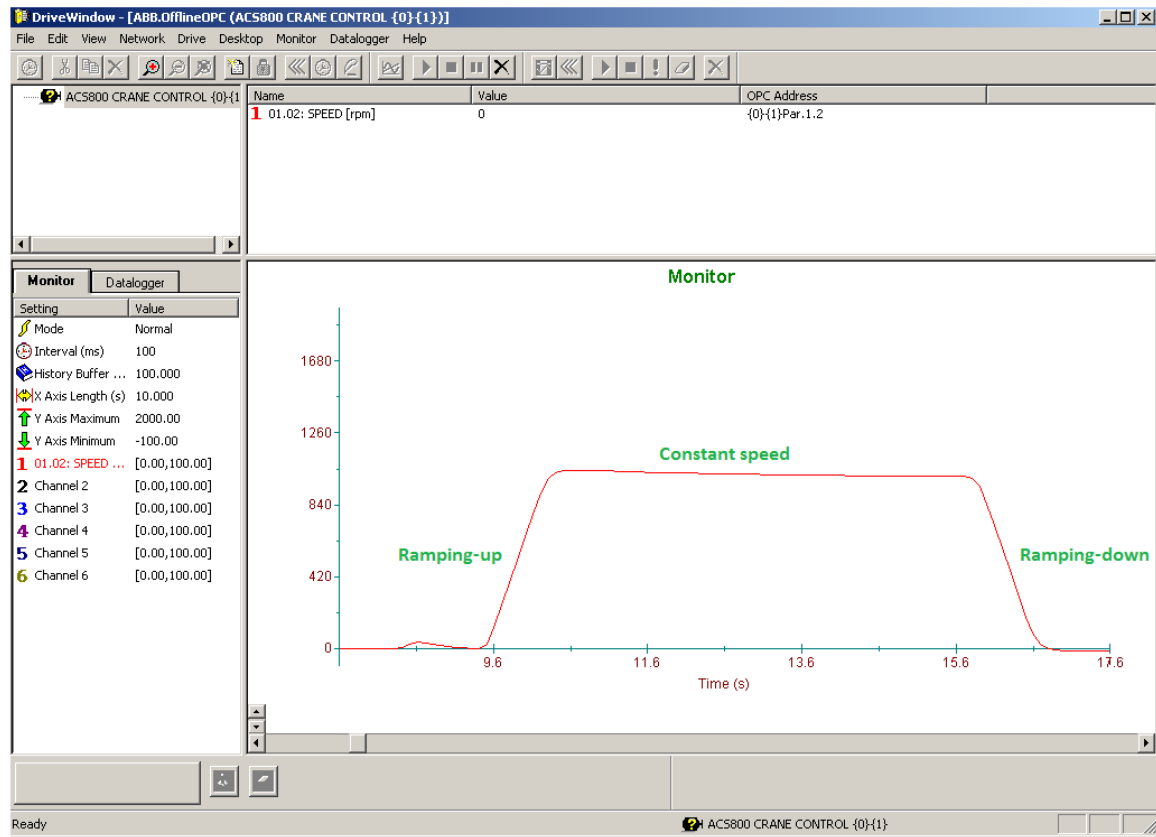 DriveWindow - [ABB.OfflineOPC (ACS800 CRANE CONTROL {0}{1})]
File Edit View Network Drive Desktop Monitor Datalogger Help
ACS800 CRANE CONTROL {0}{1
Name Value OPC Address
1 01.02: SPEED [rpm] 0 {0}{1}Par.1.2
Monitor Datalogger
Setting Value
Mode Normal
Interval (ms) 100
History Buffer ... 100.000
X Axis Length (s) 10.000
Y Axis Maximum 2000.00
Y Axis Minimum -100.00
1 01.02: SPEED ... [0.00,100.00]
2 Channel 2 [0.00,100.00]
3 Channel 3 [0.00,100.00]
4 Channel 4 [0.00,100.00]
5 Channel 5 [0.00,100.00]
6 Channel 6 [0.00,100.00]
Monitor
1680
1260
Constant speed
840
Ramping-up
Ramping-down
420
0
9.6 11.6 13.6 15.6 17.6
Time (s)
Ready
ACS800 CRANE CONTROL {0}{1}